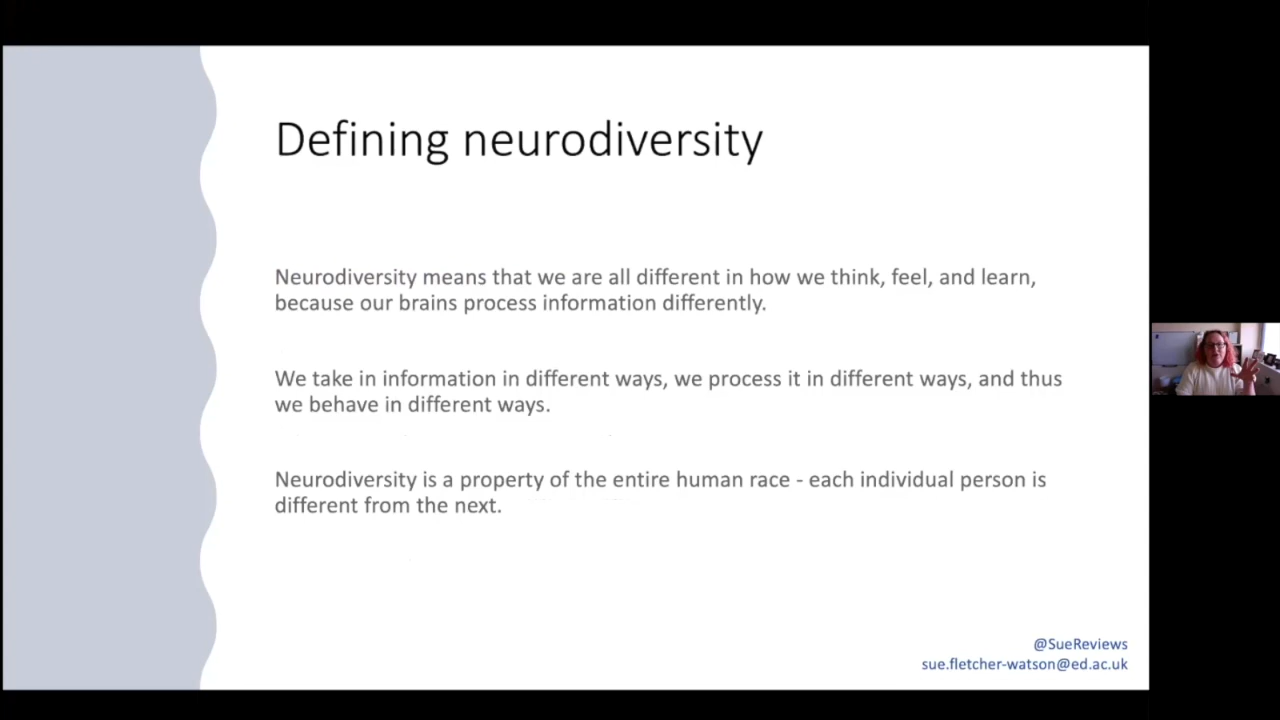 Defining neurodiversity
Neurodiversity means that we are all different in how we think, feel, and learn,
because our brains process information differently.
We take in information in different ways, we process it in different ways, and thus
we behave in different ways.
Neurodiversity is a property of the entire human race - each individual person is
different from the next.
@SueReviews
sue.fletcher-watson@ed.ac.uk